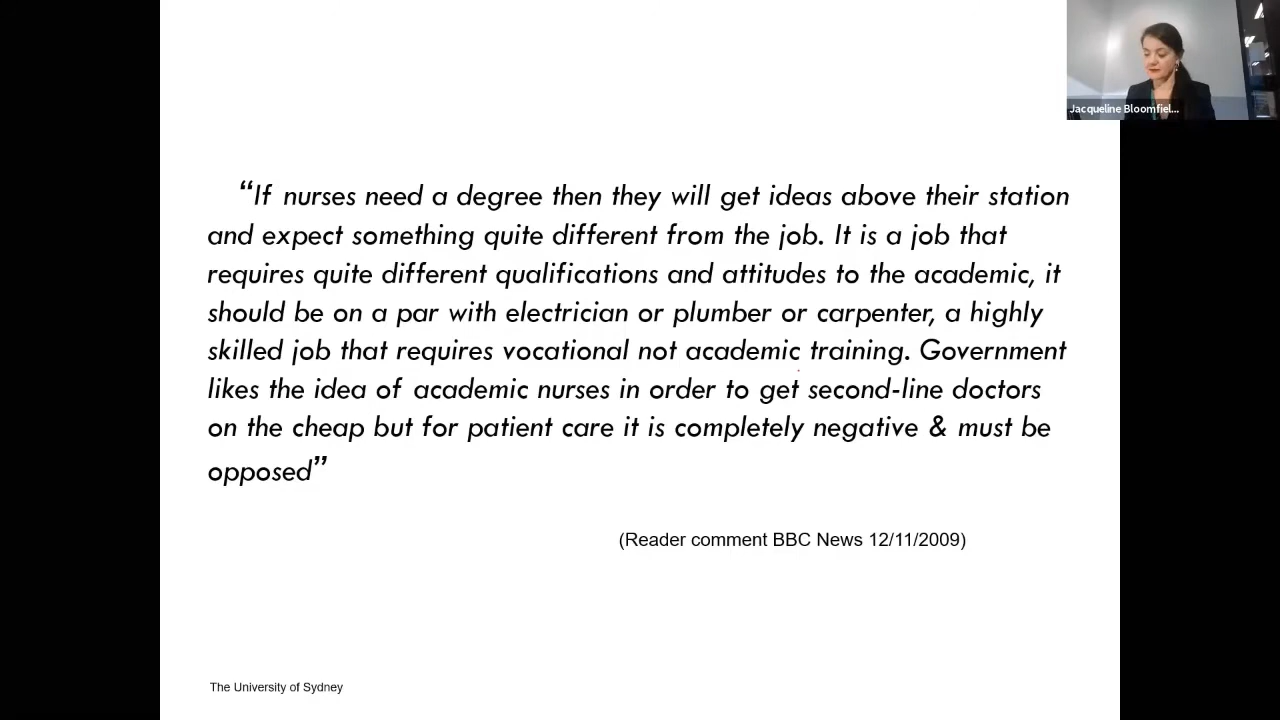 Jacqueline Bloomfiel...
“If nurses need a degree then they will get ideas above their station
and expect something quite different from the job. It is a job that
requires quite different qualifications and attitudes to the academic, it
should be on a par with electrician or plumber or carpenter, a highly
skilled job that requires vocational not academic training. Government
likes the idea of academic nurses in order to get second-line doctors
on the cheap but for patient care it is completely negative & must be
opposed”
(Reader comment BBC News 12/11/2009)
The University of Sydney